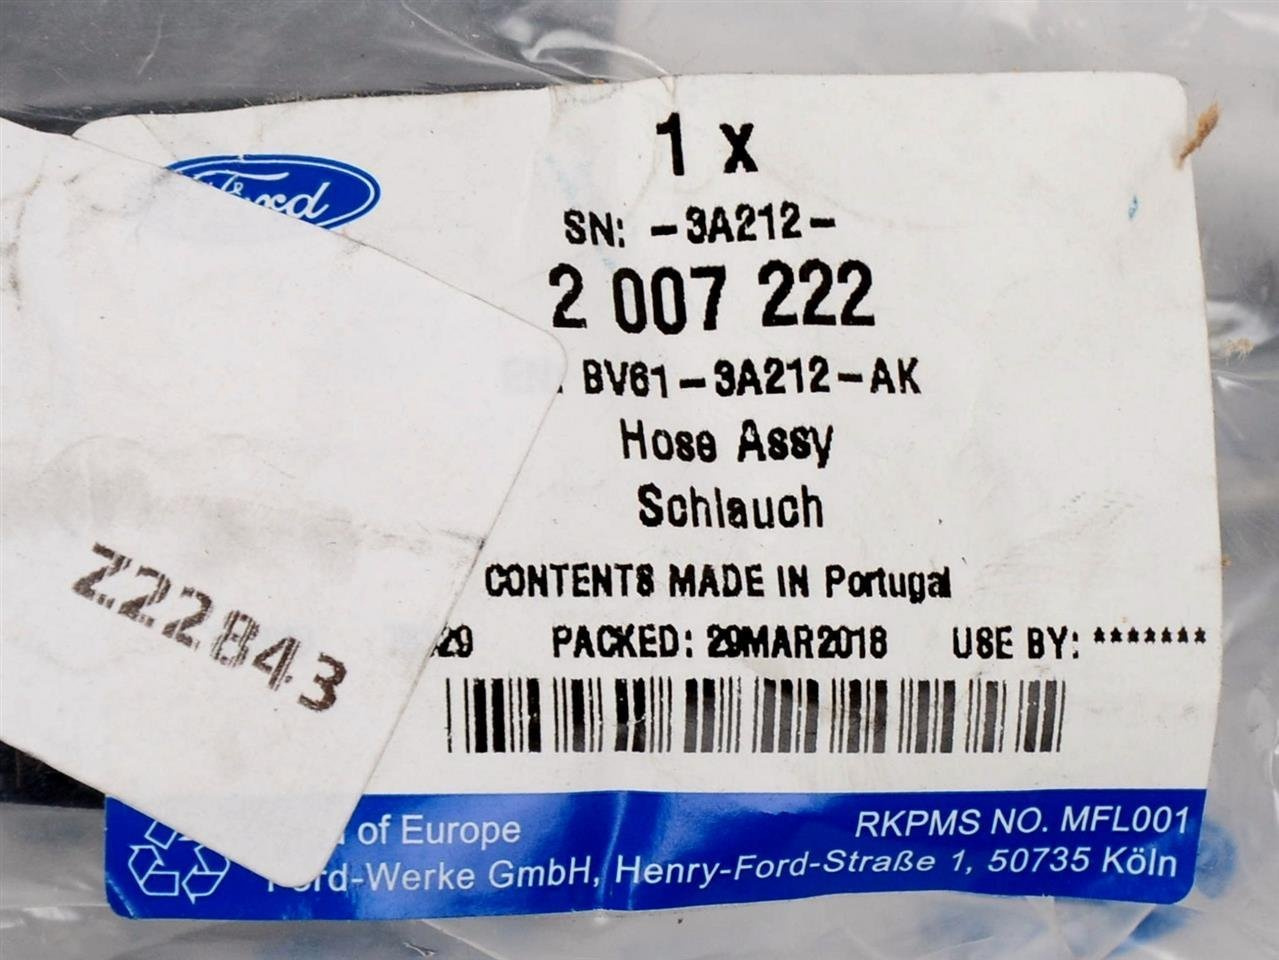 Ford
1 x
SN: -3A212-
2 007 222
BV61-3A212-AK
Hose Assy
Schlauch
CONTENTS MADE IN Portugal
29 PACKED: 29MAR2018 USE BY: *******
Z22843
of Europe
RKPMS NO. MFL001
Ford-Werke GmbH, Henry-Ford-Straße 1, 50735 Köln